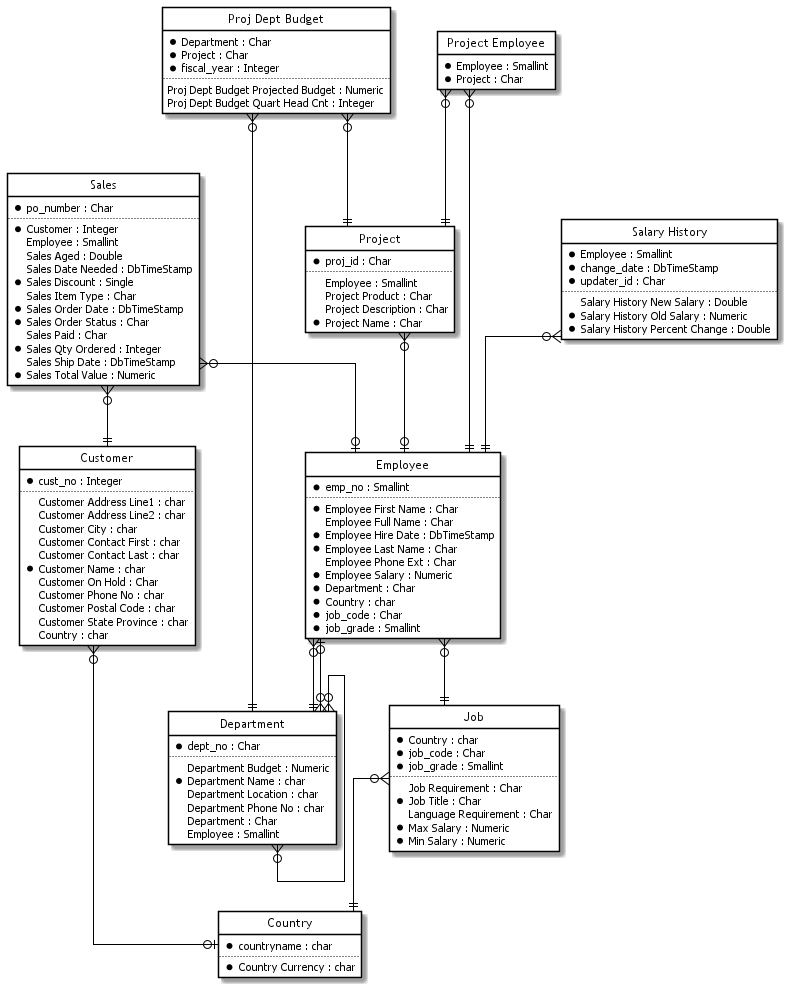 Proj Dept Budget
Department : Char
Project : Char
fiscal_year : Integer
Proj Dept Budget Projected Budget : Numeric
Proj Dept Budget Quart Head Cnt : Integer
Project Employee
Employee : Smallint
Project : Char
Sales
po_number : Char
Customer : Integer
Employee : Smallint
Sales Aged : Double
Sales Date Needed : DbTimeStamp
Sales Discount : Single
Sales Item Type : Char
Sales Order Date : DbTimeStamp
Sales Order Status : Char
Sales Paid : Char
Sales Qty Ordered : Integer
Sales Ship Date : DbTimeStamp
Sales Total Value : Numeric
Project
proj_id : Char
Employee : Smallint
Project Product : Char
Project Description : Char
Project Name : Char
Salary History
Employee : Smallint
change_date : DbTimeStamp
updater_id : Char
Salary History New Salary : Double
Salary History Old Salary : Numeric
Salary History Percent Change : Double
Customer
cust_no : Integer
Customer Address Line1 : char
Customer Address Line2 : char
Customer City : char
Customer Contact First : char
Customer Contact Last : char
Customer Name : char
Customer On Hold : Char
Customer Phone No : char
Customer Postal Code : char
Customer State Province : char
Country : char
Employee
emp_no : Smallint
Employee First Name : Char
Employee Full Name : Char
Employee Hire Date : DbTimeStamp
Employee Last Name : Char
Employee Phone Ext : Char
Employee Salary : Numeric
Department : Char
Country : char
job_code : Char
job_grade : Smallint
Department
dept_no : Char
Department Budget : Numeric
Department Name : char
Department Location : char
Department Phone No : char
Department : Char
Employee : Smallint
Job
Country : char
job_code : Char
job_grade : Smallint
Job Requirement : Char
Job Title : Char
Language Requirement : Char
Max Salary : Numeric
Min Salary : Numeric
Country
countryname : char
Country Currency : char